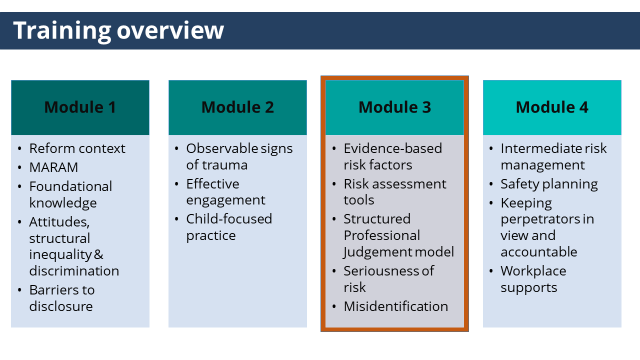 Training overview
Module 1
• Reform context
• MARAM
• Foundational
knowledge
• Attitudes,
structural
inequality &
discrimination
• Barriers to
disclosure
Module 2
• Observable signs
of trauma
• Effective
engagement
• Child-focused
practice
Module 3
• Evidence-based
risk factors
• Risk assessment
tools
• Structured
Professional
Judgement model
• Seriousness of
risk
• Misidentification
Module 4
• Intermediate risk
management
• Safety planning
• Keeping
perpetrators in
view and
accountable
• Workplace
supports